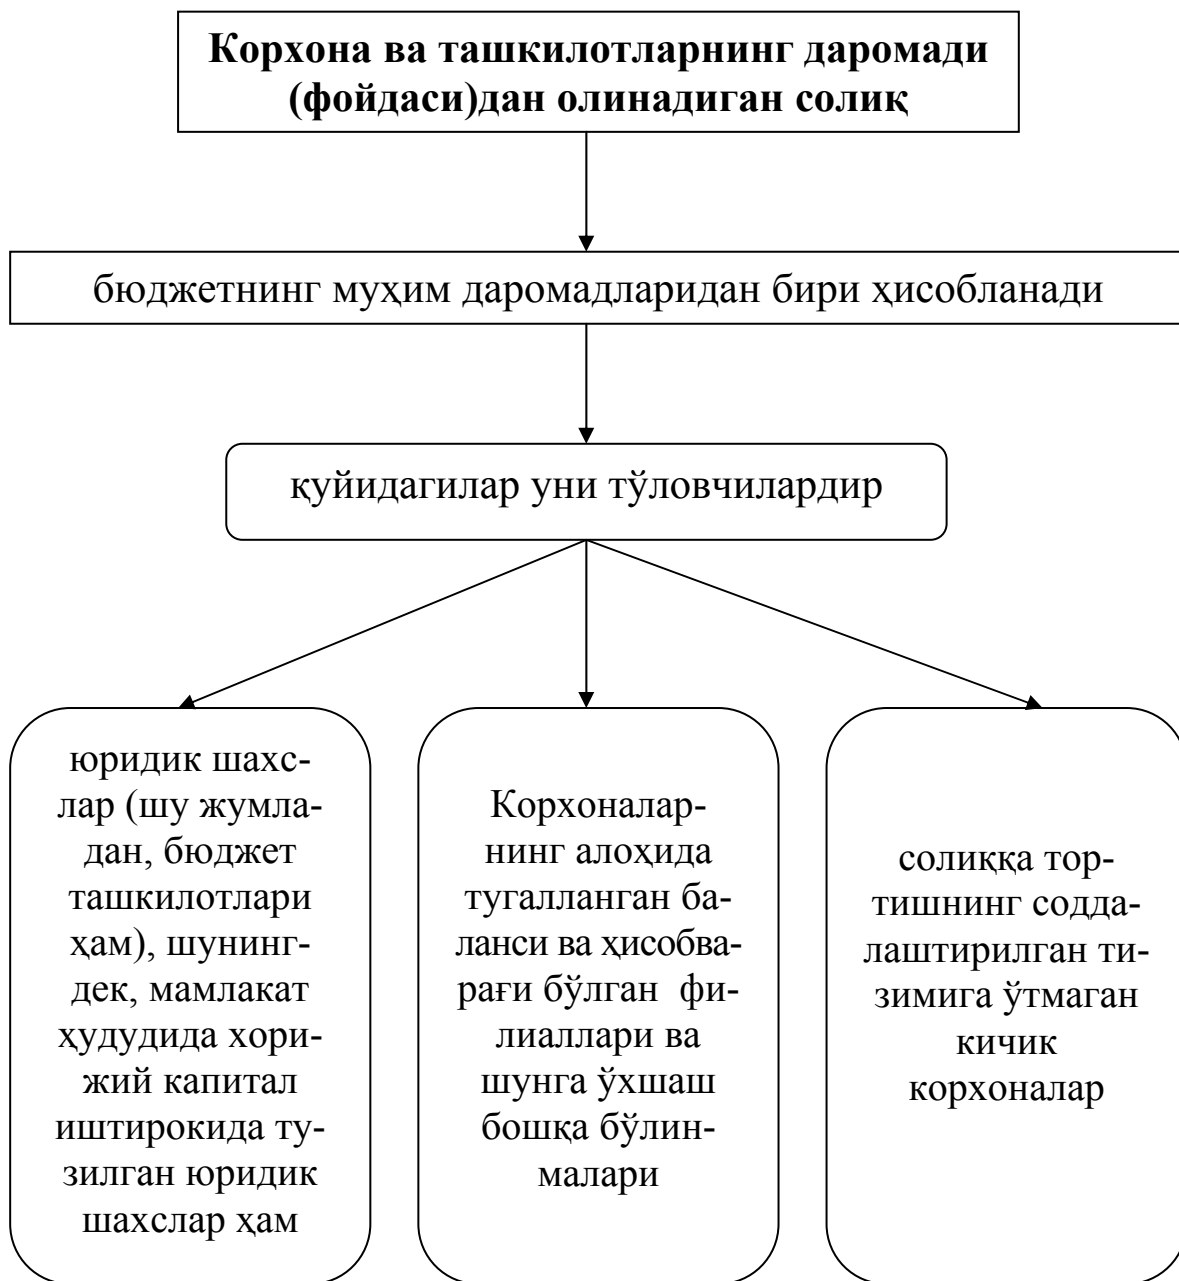 Корхона ва ташкилотларнинг даромади
(фойдаси)дан олинадиган солиқ
бюджетнинг муҳим даромадларидан бири ҳисобланади
қуйидагилар уни тўловчилардир
юридик шахс-
лар (шу жумла-
дан, бюджет
ташкилотлари
ҳам), шунинг-
дек, мамлакат
ҳудудида хори-
жий капитал
иштирокида ту-
зилган юридик
шахслар ҳам
Корхоналар-
нинг алоҳида
тугалланган ба-
ланси ва ҳисобва-
рағи бўлган фи-
лиаллари ва
шунга ўхшаш
бошқа бўлин-
малари
солиққа тор-
тишнинг содда-
лаштирилган ти-
зимига ўтмаган
кичик
корхоналар